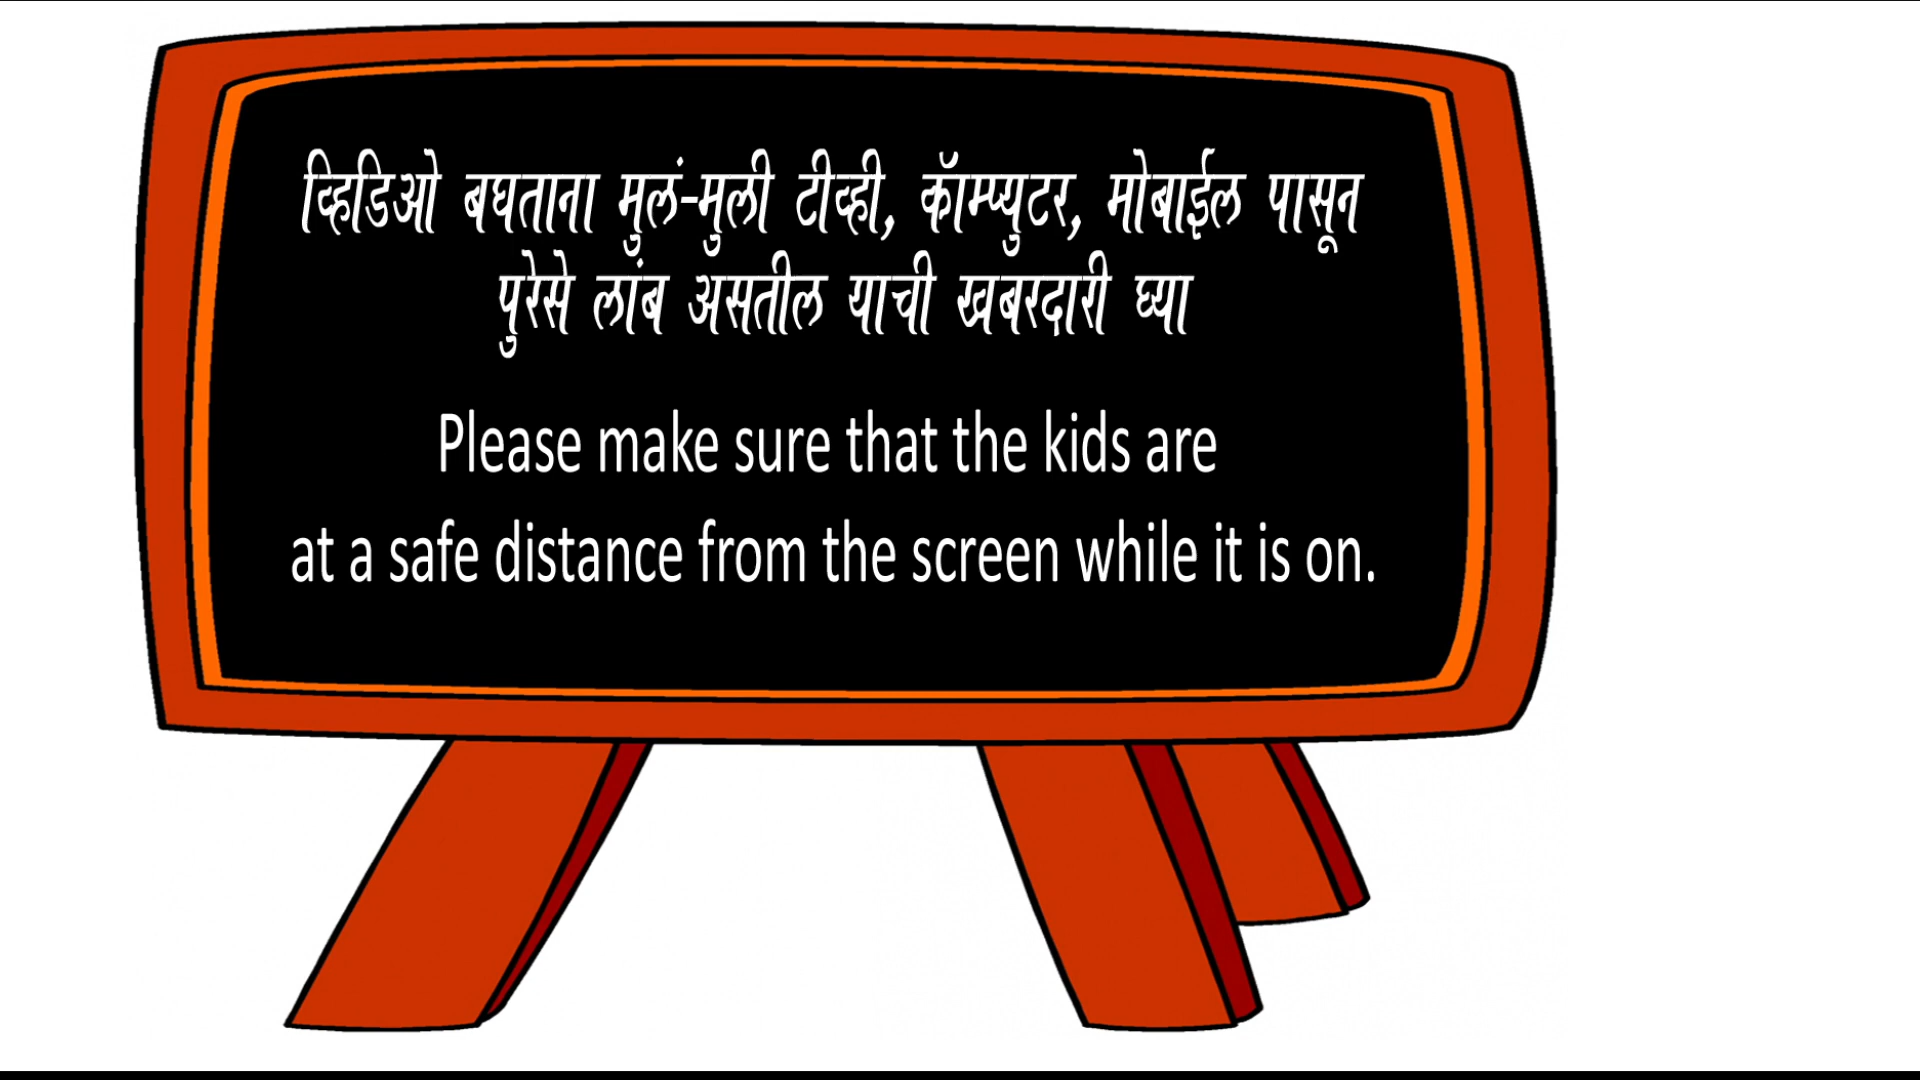 व्हिडिओ बघताना मुलं-मुली टीव्ही, कॉम्प्युटर, मोबाईल पासून
पुरेसे लांब असतील याची खबरदारी घ्या
Please make sure that the kids are
at a safe distance from the screen while it is on.